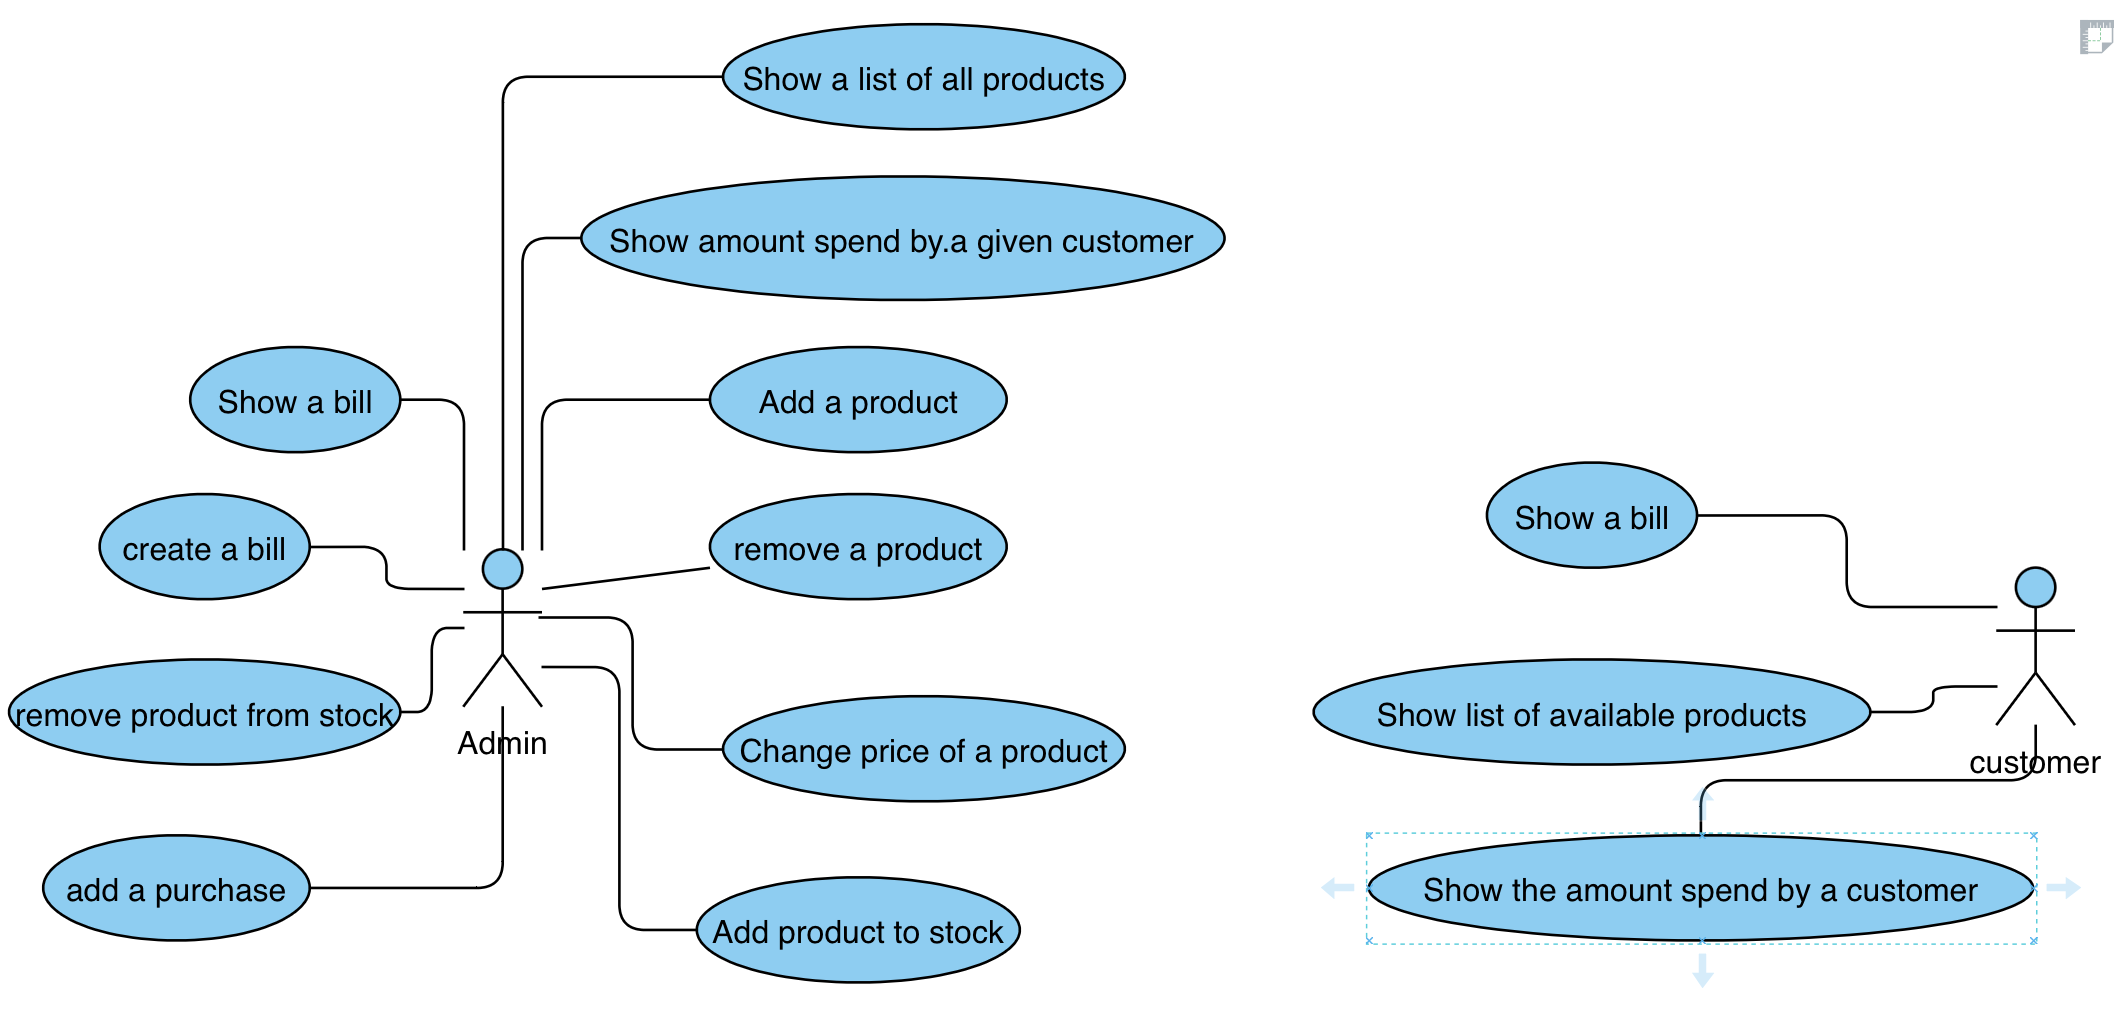 Show a list of all products
Show amount spend by.a given customer
Show a bill
Add a product
create a bill
remove a product
remove product from stock
Admin
Change price of a product
add a purchase
Add product to stock
Show a bill
Show list of available products
customer
Show the amount spend by a customer